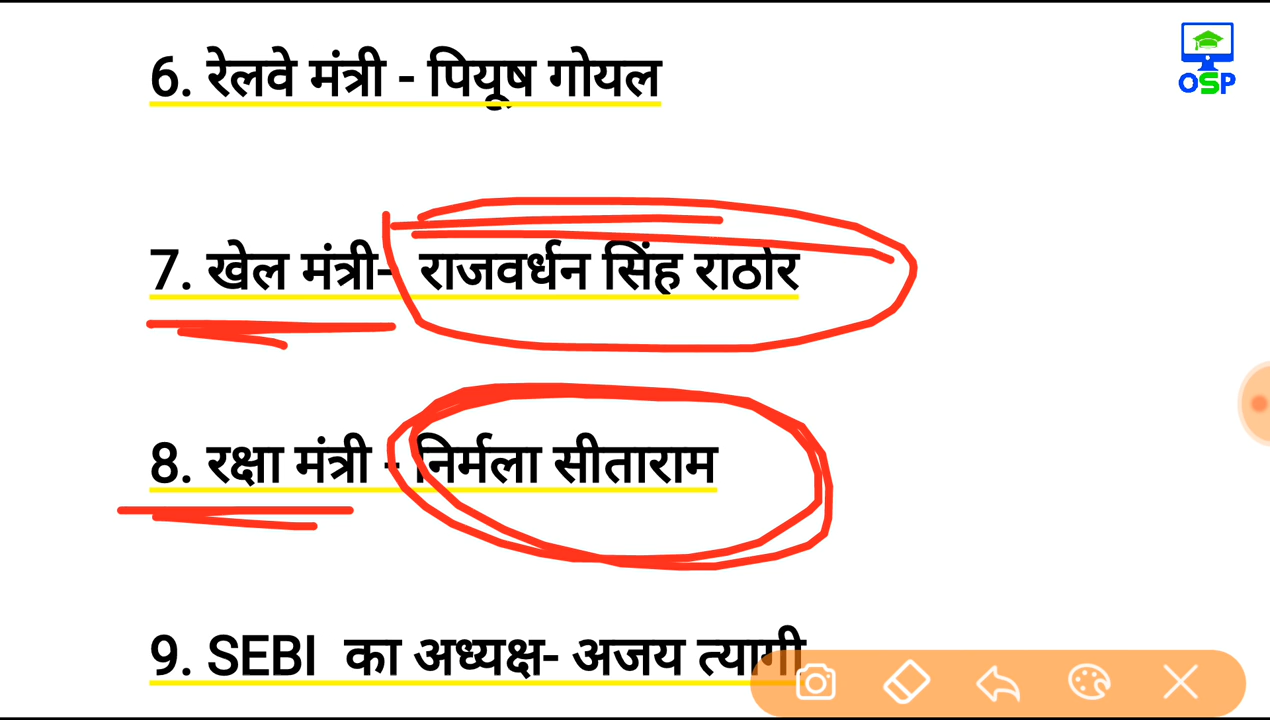 6. रेलवे मंत्री - पियूष गोयल
OSP
7. खेल मंत्री- राजवर्धन सिंह राठोर
8. रक्षा मंत्री - निर्मला सीताराम
9. SEBI का अध्यक्ष- अजय त्यागी